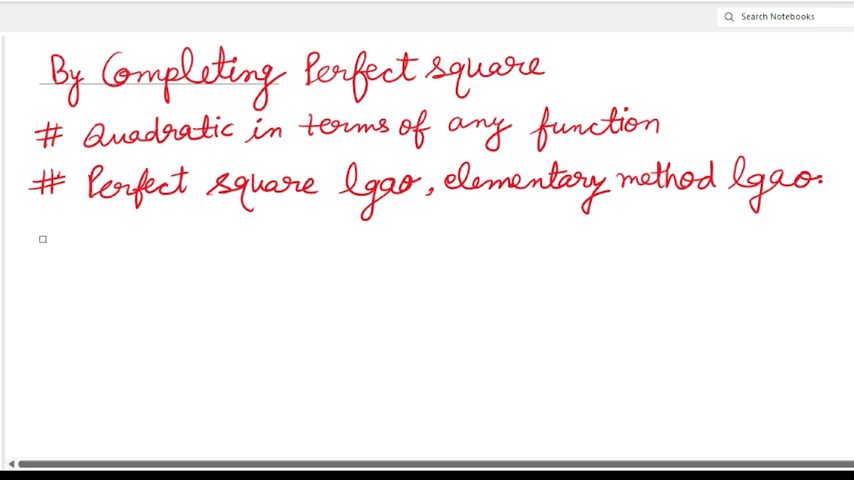 Search Notebooks
By Completing Perfect square
# Quadratic in terms of any function
# Perfect square lgao, elementary method lgao.